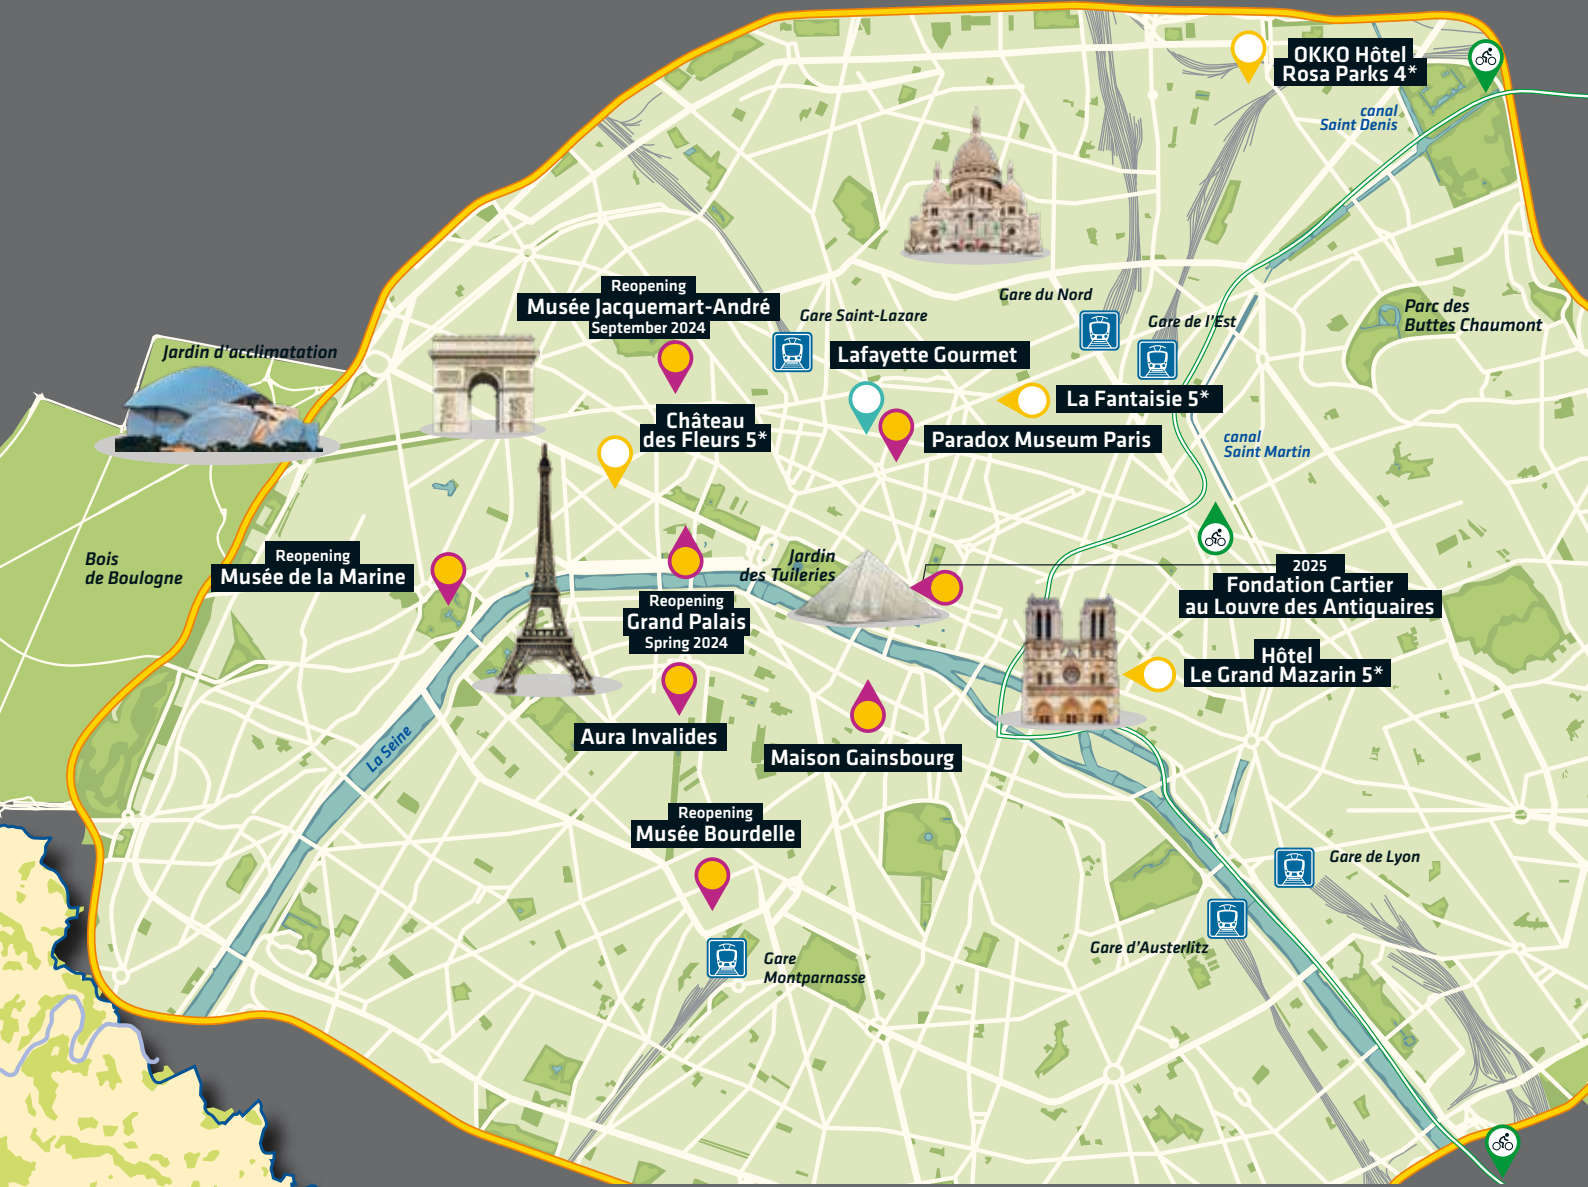 OKKO Hôtel
Rosa Parks 4*
canal
Saint Denis
Reopening
Musée Jacquemart-André
September 2024
Gare Saint-Lazare
Gare du Nord
Gare de l'Est
Parc des
Buttes Chaumont
Jardin d'acclimatation
Lafayette Gourmet
La Fantaisie 5*
Château
des Fleurs 5*
Paradox Museum Paris
canal
Saint Martin
Bois
de Boulogne
Reopening
Musée de la Marine
Jardin
des Tuileries
2025
Fondation Cartier
au Louvre des Antiquaires
Reopening
Grand Palais
Spring 2024
Hôtel
Le Grand Mazarin 5*
Aura Invalides
La Seine
Maison Gainsbourg
Reopening
Musée Bourdelle
Gare de Lyon
Gare d'Austerlitz
Gare
Montparnasse